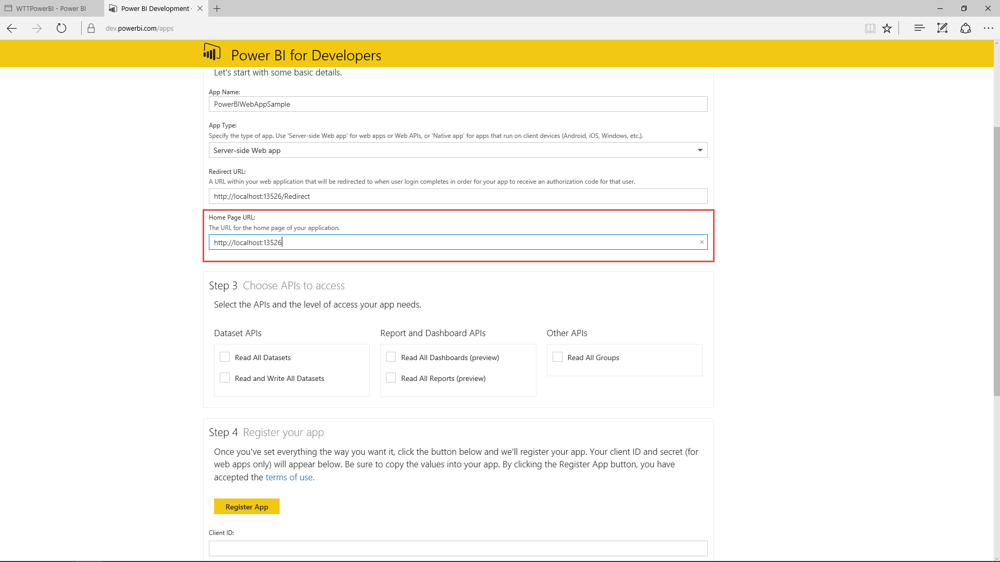 WTTPowerBI - Power BI
Power BI Development
dev.powerbi.com/apps
Power BI for Developers
Let's start with some basic details.
App Name:
PowerBIWebAppSample
App Type:
Specify the type of app. Use 'Server-side Web app' for web apps or Web APIs, or 'Native app' for apps that run on client devices (Android, iOS, Windows, etc.).
Server-side Web app
Redirect URL:
A URL within your web application that will be redirected to when user login completes in order for your app to receive an authorization code for that user.
http://localhost:13526/Redirect
Home Page URL:
The URL for the home page of your application.
http://localhost:13526
Step 3 Choose APIs to access
Select the APIs and the level of access your app needs.
Dataset APIs
Read All Datasets
Read and Write All Datasets
Report and Dashboard APIs
Read All Dashboards (preview)
Read All Reports (preview)
Other APIs
Read All Groups
Step 4 Register your app
Once you've set everything the way you want it, click the button below and we'll register your app. Your client ID and secret (for
web apps only) will appear below. Be sure to copy the values into your app. By clicking the Register App button, you have
accepted the terms of use.
Register App
Client ID: